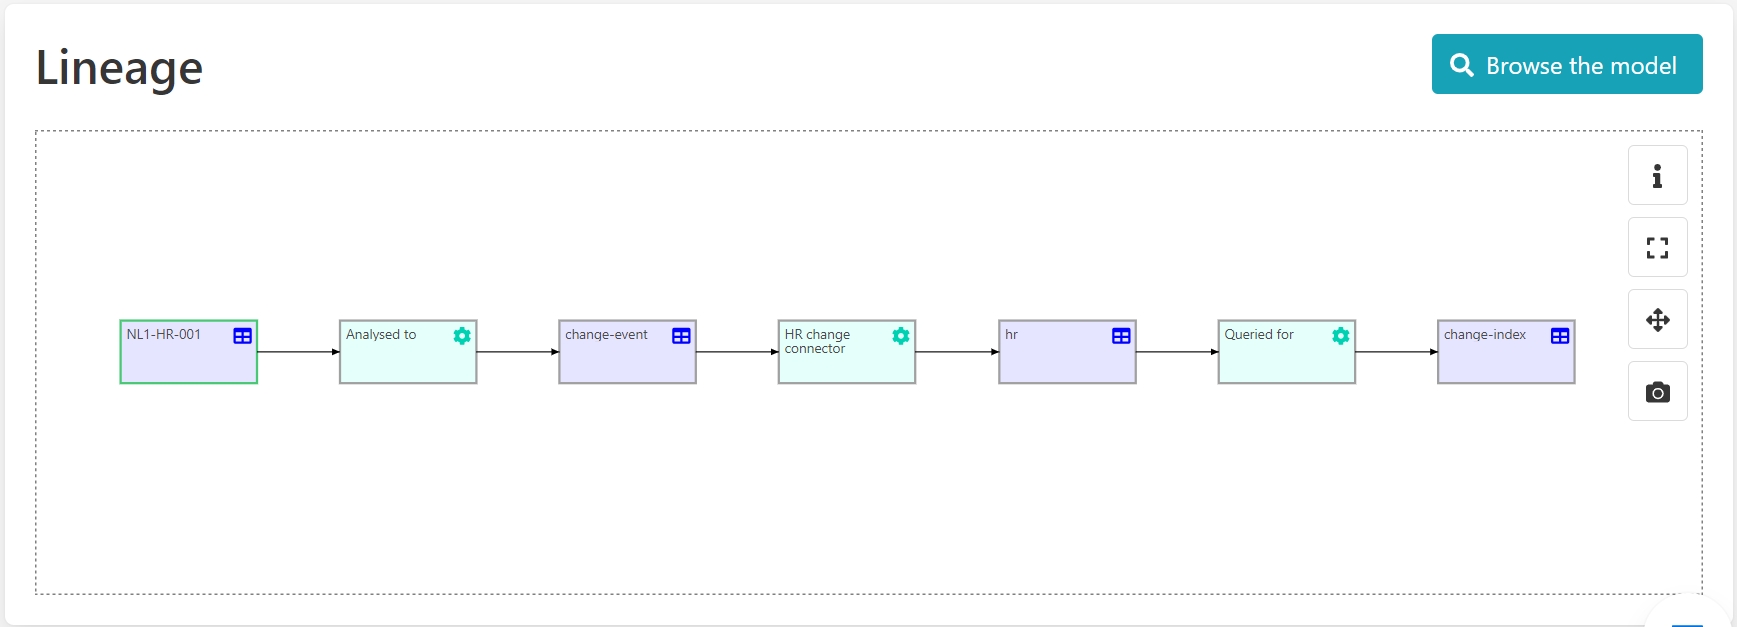 Lineage
Browse the model
NL1-HR-001
Analysed to
change-event
HR change
connector
hr
Queried for
change-index